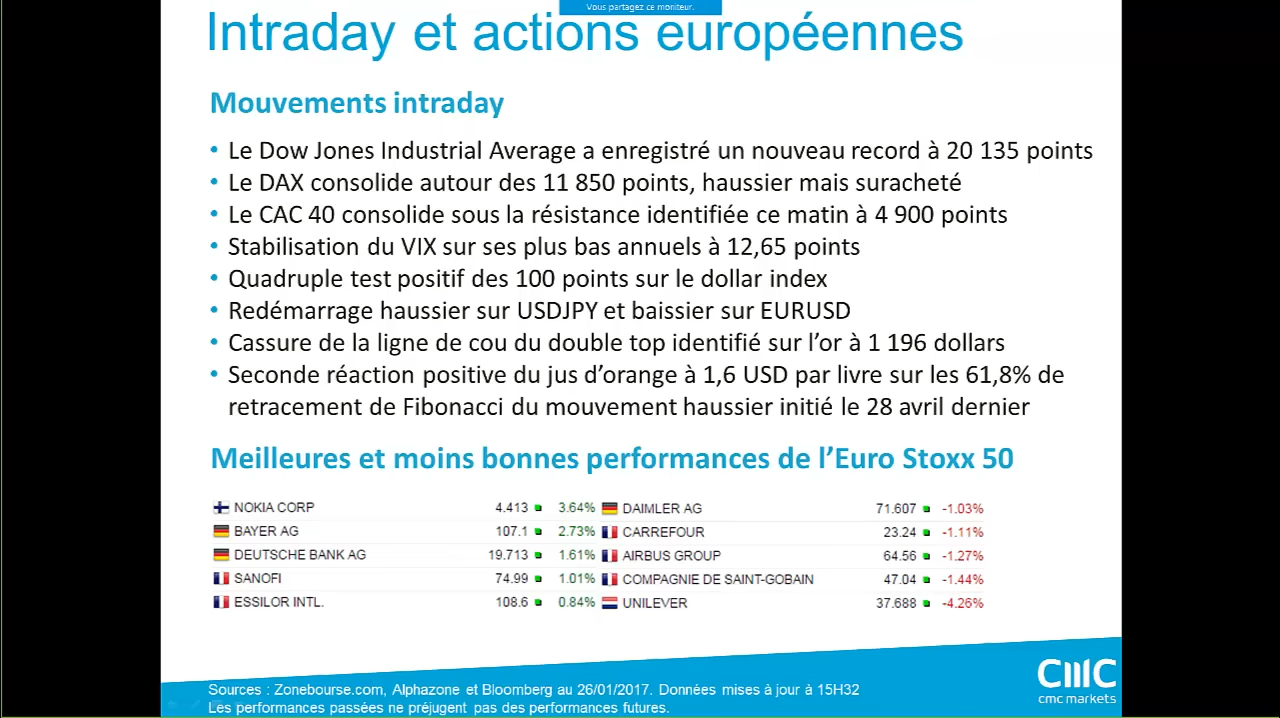 Vous partagez ce moniteur.
Intraday et actions européennes
Mouvements intraday
• Le Dow Jones Industrial Average a enregistré un nouveau record à 20 135 points
• Le DAX consolide autour des 11 850 points, haussier mais suracheté
• Le CAC 40 consolide sous la résistance identifiée ce matin à 4 900 points
• Stabilisation du VIX sur ses plus bas annuels à 12,65 points
• Quadruple test positif des 100 points sur le dollar index
• Redémarrage haussier sur USDJPY et baissier sur EURUSD
• Cassure de la ligne de cou du double top identifié sur l’or à 1 196 dollars
• Seconde réaction positive du jus d’orange à 1,6 USD par livre sur les 61,8% de
retracement de Fibonacci du mouvement haussier initié le 28 avril dernier
Meilleures et moins bonnes performances de l’Euro Stoxx 50
NOKIA CORP 4.413 3.64% DAIMLER AG 71.607 -1.03%
BAYER AG 107.1 2.73% CARREFOUR 23.24 -1.11%
DEUTSCHE BANK AG 19.713 1.61% AIRBUS GROUP 64.56 -1.27%
SANOFI 74.99 1.01% COMPAGNIE DE SAINT-GOBAIN 47.04 -1.44%
ESSILOR INTL. 108.6 0.84% UNILEVER 37.688 -4.26%
CMC
cmc markets
Sources : Zonebourse.com, Alphazone et Bloomberg au 26/01/2017. Données mises à jour à 15H32
Les performances passées ne préjugent pas des performances futures.